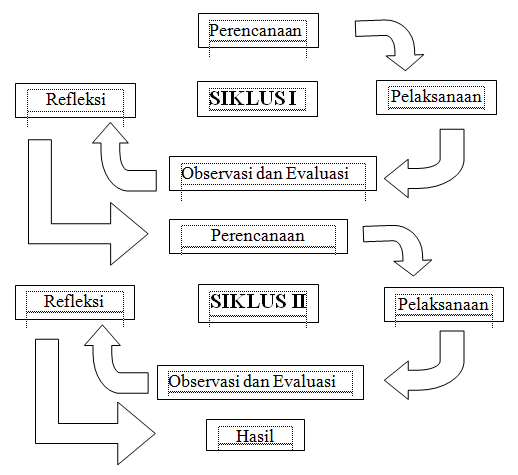 Perencanaan
Refleksi
SIKLUS I
Pelaksanaan
Observasi dan Evaluasi
Perencanaan
Refleksi
SIKLUS II
Pelaksanaan
Observasi dan Evaluasi
Hasil